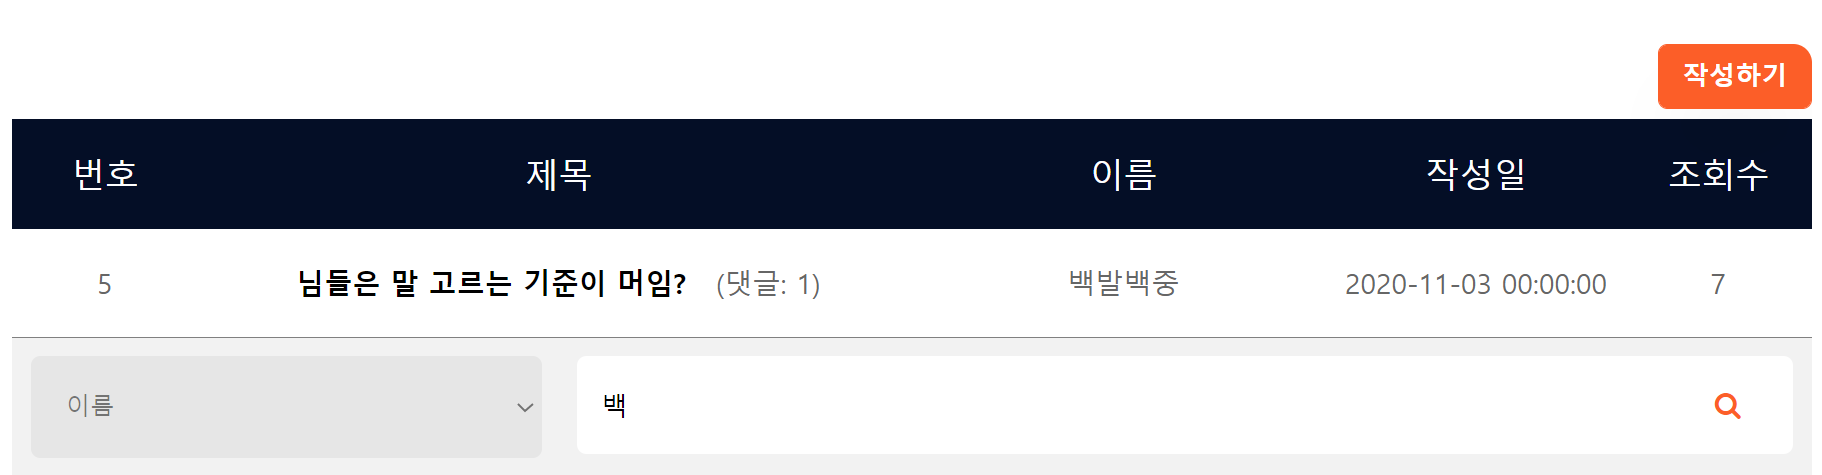 작성하기
번호 제목 이름 작성일 조회수
5 님들은 말 고르는 기준이 머임? (댓글: 1) 백발백중 2020-11-03 00:00:00 7
이름 백